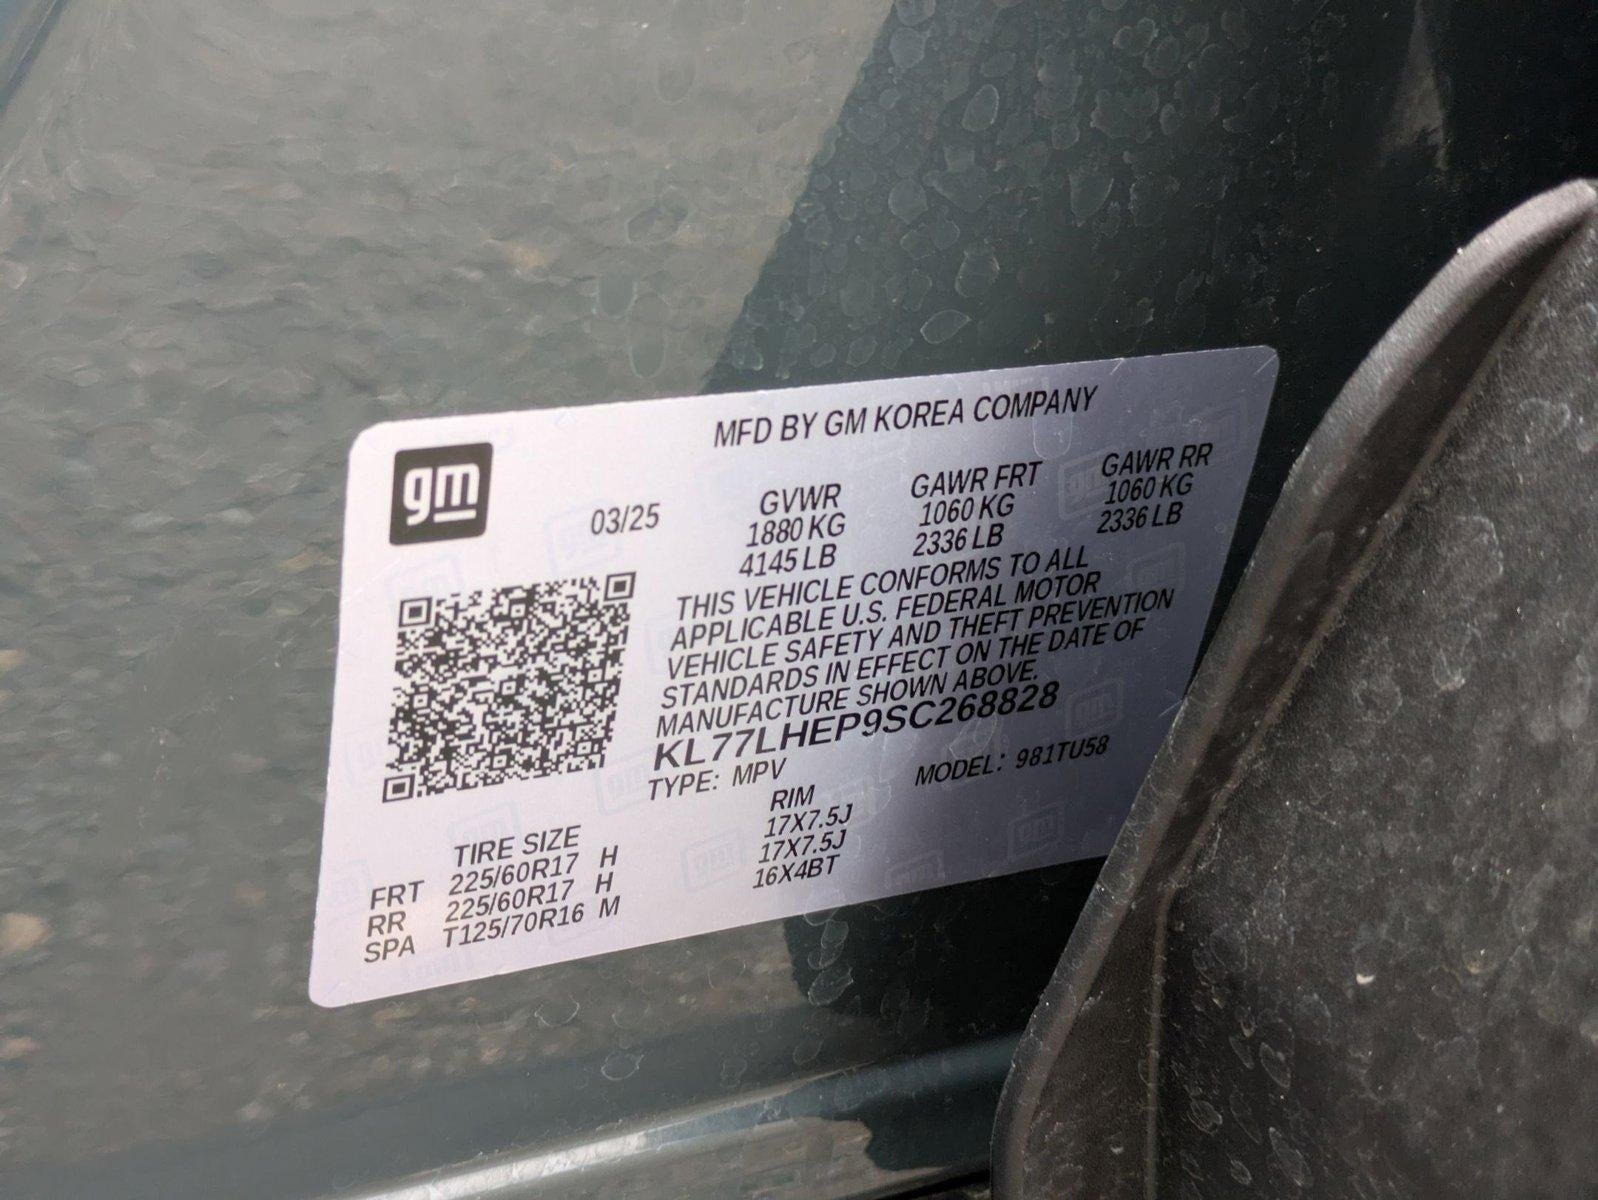 MFD BY GM KOREA COMPANY
gm
03/25
GVWR GAWR FRT GAWR RR
1880 KG 1060 KG 1060 KG
4145 LB 2336 LB 2336 LB
THIS VEHICLE CONFORMS TO ALL
APPLICABLE U.S. FEDERAL MOTOR
VEHICLE SAFETY AND THEFT PREVENTION
STANDARDS IN EFFECT ON THE DATE OF
MANUFACTURE SHOWN ABOVE.
KL77LHEP9SC268828
TYPE: MPV MODEL: 981TU58
TIRE SIZE RIM
FRT 225/60R17 H 17X7.5J
RR 225/60R17 H 17X7.5J
SPA T125/70R16 M 16X4BT